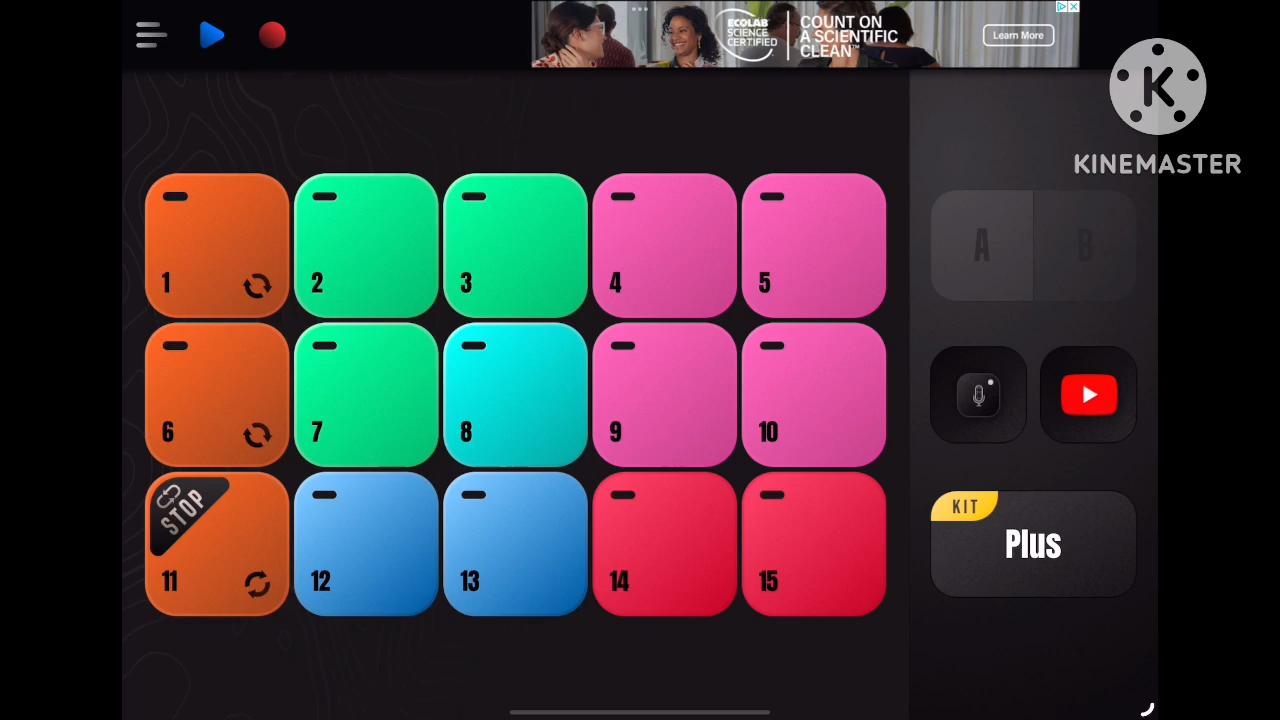 ECOLAB
SCIENCE
CERTIFIED
COUNT ON
A SCIENTIFIC
CLEAN™
Learn More
K
KINEMASTER
1
2
3
4
5
A
B
6
7
8
9
10
STOP
11
12
13
14
15
KIT
Plus